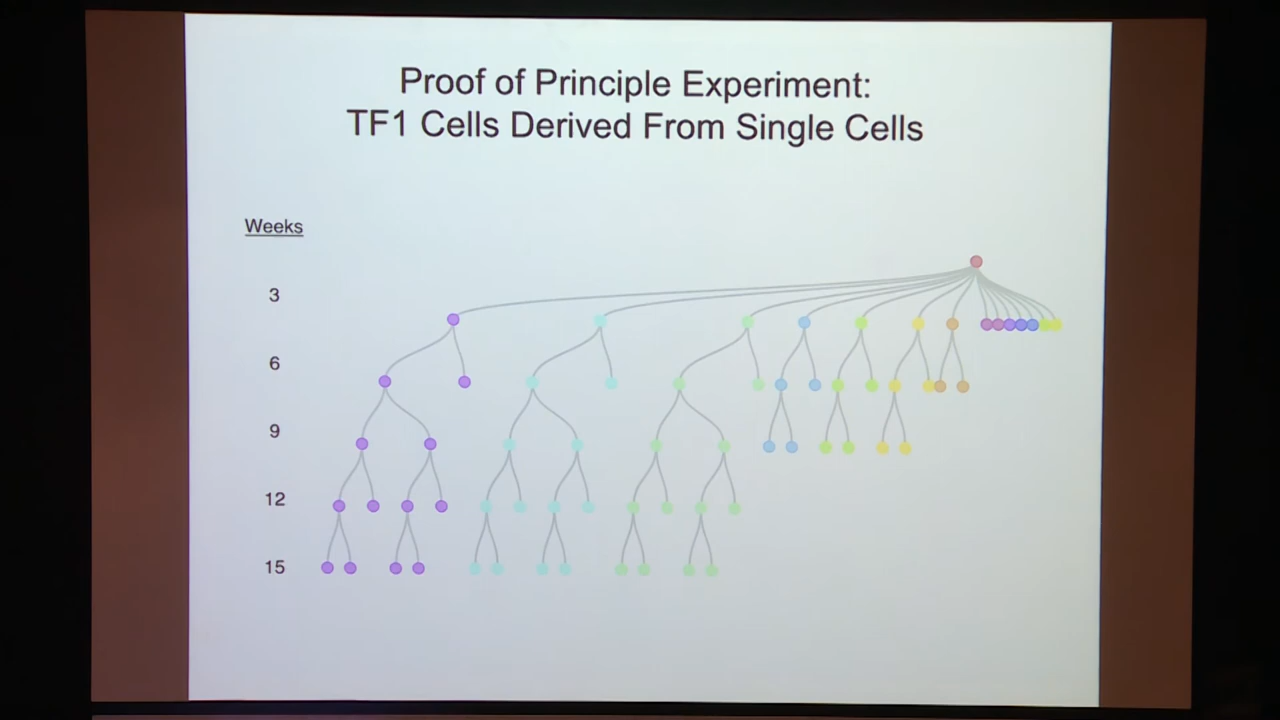 Proof of Principle Experiment:
TF1 Cells Derived From Single Cells
Weeks
3
6
9
12
15